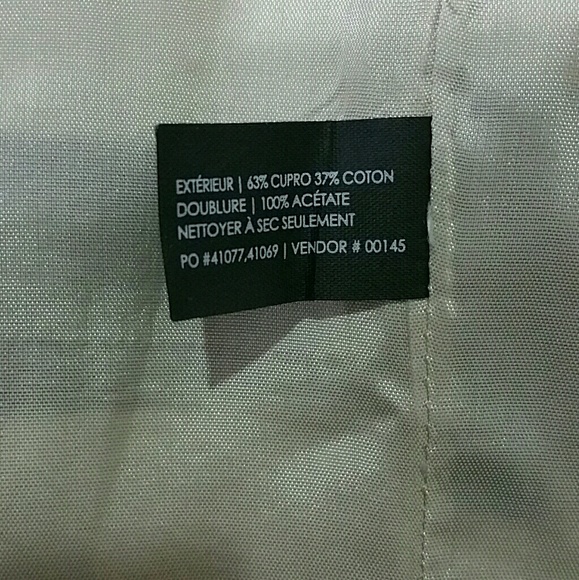 EXTÉRIEUR | 63% CUPRO 37% COTON
DOUBLURE | 100% ACÉTATE
NETTOYER À SEC SEULEMENT
PO #41077,41069 | VENDOR # 00145